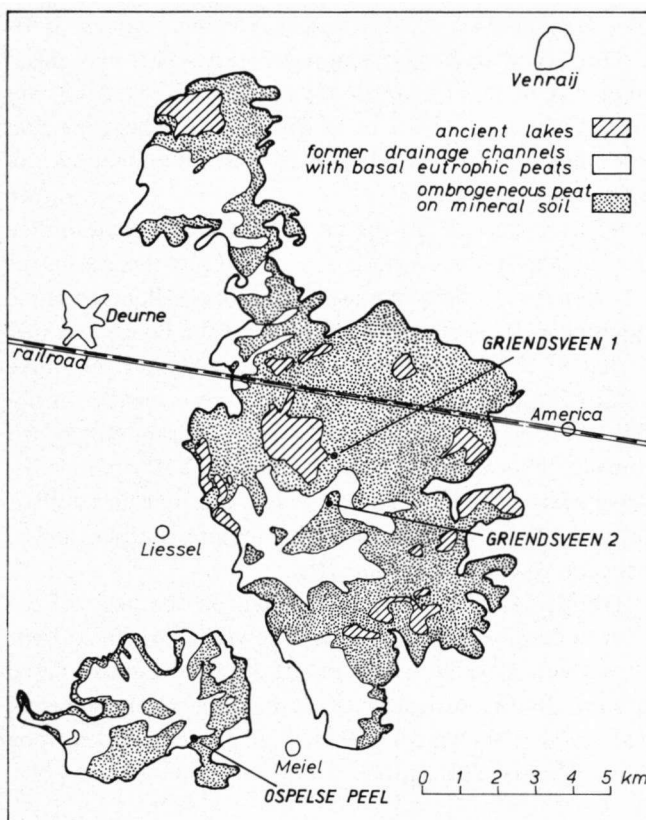 Venraij
ancient lakes
former drainage channels
with basal eutrophic peats
ombrogeneous peat
on mineral soil
Deurne
railroad
GRIENDSVEEN 1
America
GRIENDSVEEN 2
Liessel
Meiel
OSPELSE PEEL
0 1 2 3 4 5 km